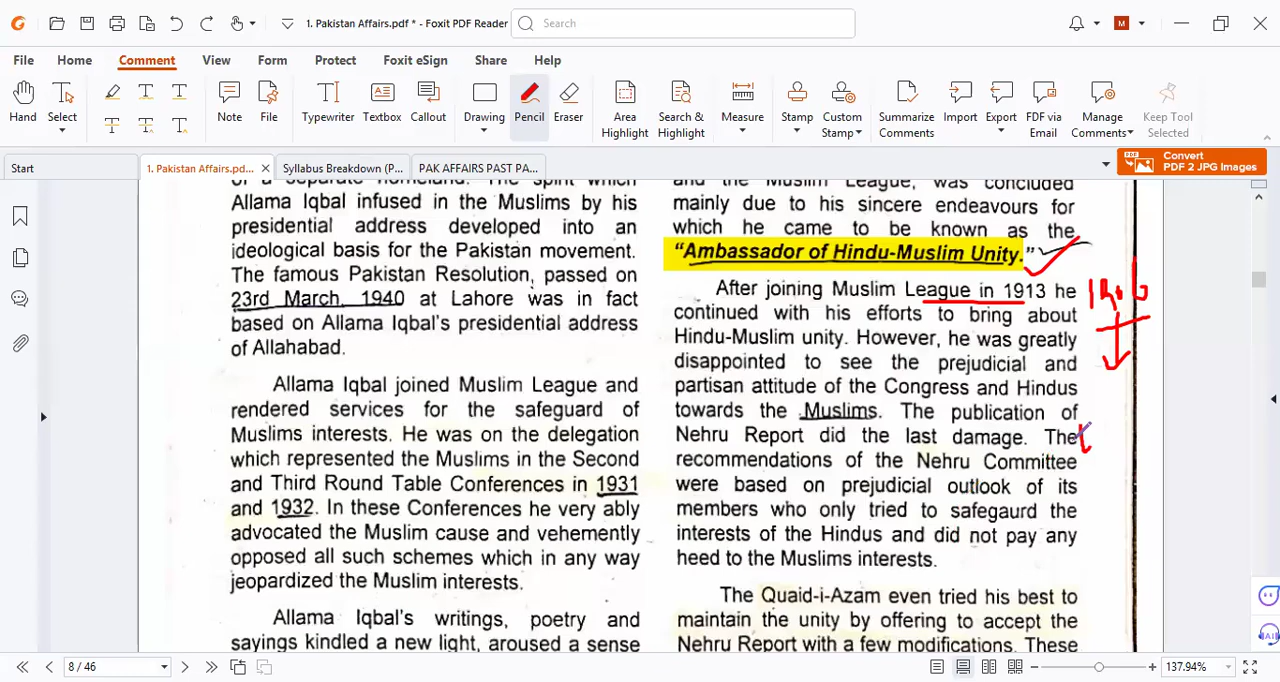 1. Pakistan Affairs.pdf * - Foxit PDF Reader
Search
M
File Home Comment View Form Protect Foxit eSign Share Help
Hand Select Note File Typewriter Textbox Callout Drawing Pencil Eraser Area Highlight Search & Highlight Measure Stamp Custom Stamp Summarize Comments Import Export FDF via Email Manage Comments Keep Tool Selected
Start 1. Pakistan Affairs.pd... Syllabus Breakdown (P... PAK AFFAIRS PAST PA... Convert PDF 2 JPG Images
of a separate homeland. The spirit which
Allama Iqbal infused in the Muslims by his
presidential address developed into an
ideological basis for the Pakistan movement.
The famous Pakistan Resolution, passed on
23rd March, 1940 at Lahore was in fact
based on Allama Iqbal's presidential address
of Allahabad.
Allama Iqbal joined Muslim League and
rendered services for the safeguard of
Muslims interests. He was on the delegation
which represented the Muslims in the Second
and Third Round Table Conferences in 1931
and 1932. In these Conferences he very ably
advocated the Muslim cause and vehemently
opposed all such schemes which in any way
jeopardized the Muslim interests.
Allama Iqbal's writings, poetry and
sayings kindled a new light, aroused a sense
and the Muslim League, was concluded
mainly due to his sincere endeavours for
which he came to be known as the
“Ambassador of Hindu-Muslim Unity.”
After joining Muslim League in 1913 he
continued with his efforts to bring about
Hindu-Muslim unity. However, he was greatly
disappointed to see the prejudicial and
partisan attitude of the Congress and Hindus
towards the Muslims. The publication of
Nehru Report did the last damage. The
recommendations of the Nehru Committee
were based on prejudicial outlook of its
members who only tried to safegaurd the
interests of the Hindus and did not pay any
heed to the Muslims interests.
The Quaid-i-Azam even tried his best to
maintain the unity by offering to accept the
Nehru Report with a few modifications. These
1906
8 / 46
137.94%